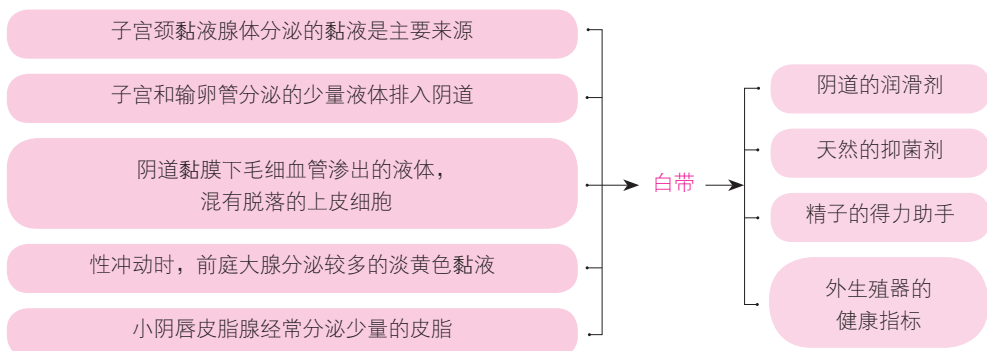 子宫颈黏液腺体分泌的黏液是主要来源
子宫和输卵管分泌的少量液体排入阴道
阴道黏膜下毛细血管渗出的液体，
混有脱落的上皮细胞
性冲动时，前庭大腺分泌较多的淡黄色黏液
小阴唇皮脂腺经常分泌少量的皮脂
白带
阴道的润滑剂
天然的抑菌剂
精子的得力助手
外生殖器的
健康指标